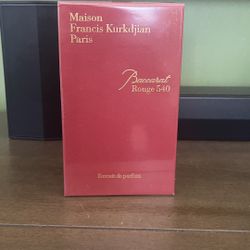 Maison
Francis Kurkdjian
Paris
Baccarat
Rouge 540
Extrait de parfum